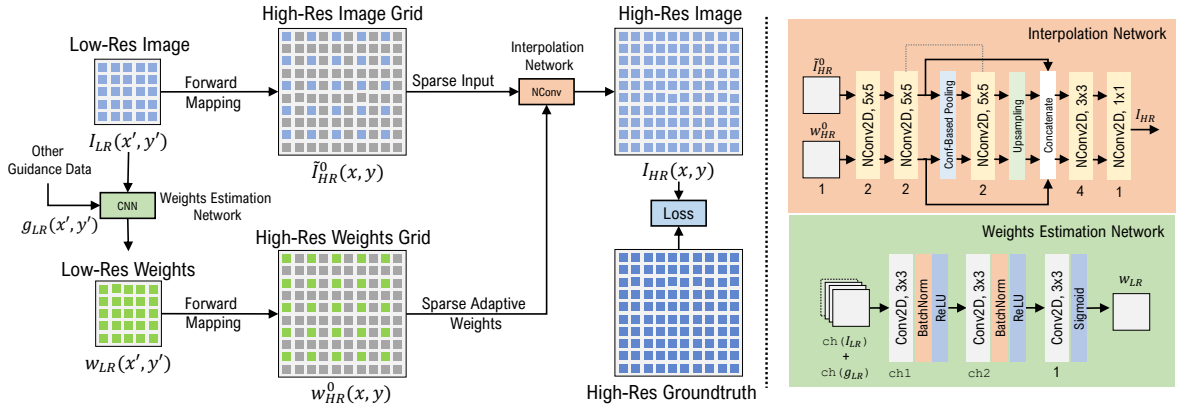 Low-Res Image
Forward
Mapping
I_LR(x', y')
Other
Guidance Data
g_LR(x', y')
CNN
Weights Estimation
Network
Low-Res Weights
Forward
Mapping
w_LR(x', y')
High-Res Image Grid
Sparse Input
Ĩ⁰_HR(x, y)
High-Res Weights Grid
Sparse Adaptive
Weights
w⁰_HR(x, y)
Interpolation
Network
NConv
High-Res Image
I_HR(x, y)
Loss
High-Res Groundtruth
Interpolation Network
Ĩ⁰_HR
w⁰_HR
NConv2D, 5x5
NConv2D, 5x5
Conf-Based Pooling
NConv2D, 5x5
Upsampling
Concatenate
NConv2D, 3x3
NConv2D, 1x1
I_HR
1
2
2
2
4
1
Weights Estimation Network
ch(I_LR)
+
ch(g_LR)
Conv2D, 3x3
BatchNorm
ReLU
Conv2D, 3x3
BatchNorm
ReLU
Conv2D, 3x3
Sigmoid
w_LR
ch1
ch2
1